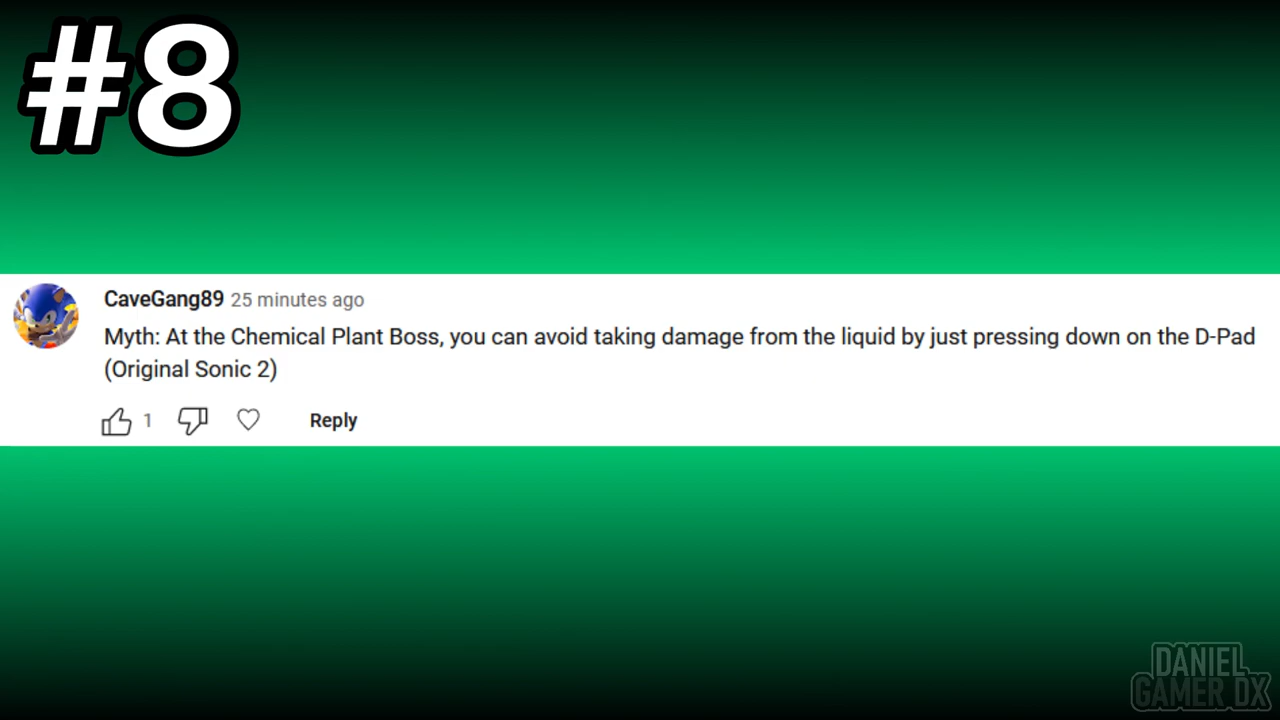 #8
CaveGang89 25 minutes ago
Myth: At the Chemical Plant Boss, you can avoid taking damage from the liquid by just pressing down on the D-Pad
(Original Sonic 2)
1 Reply
DANIEL
GAMER DX